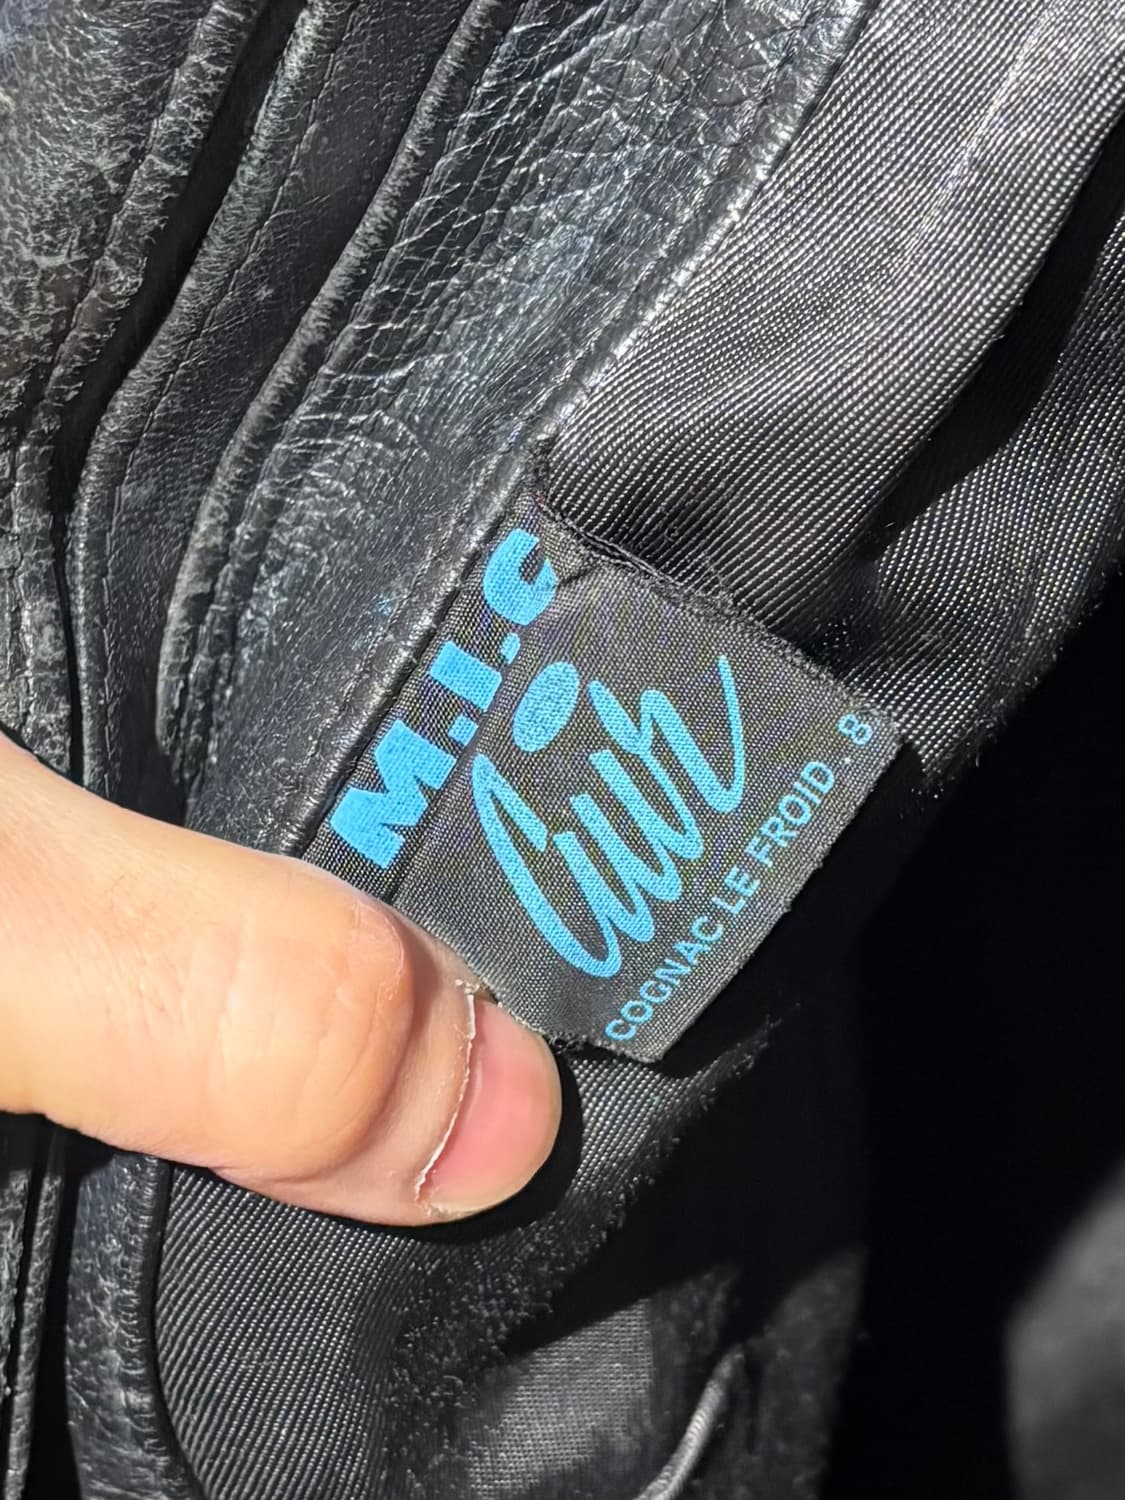 M.I.C
Cuir
COGNAC LE FROID . 8